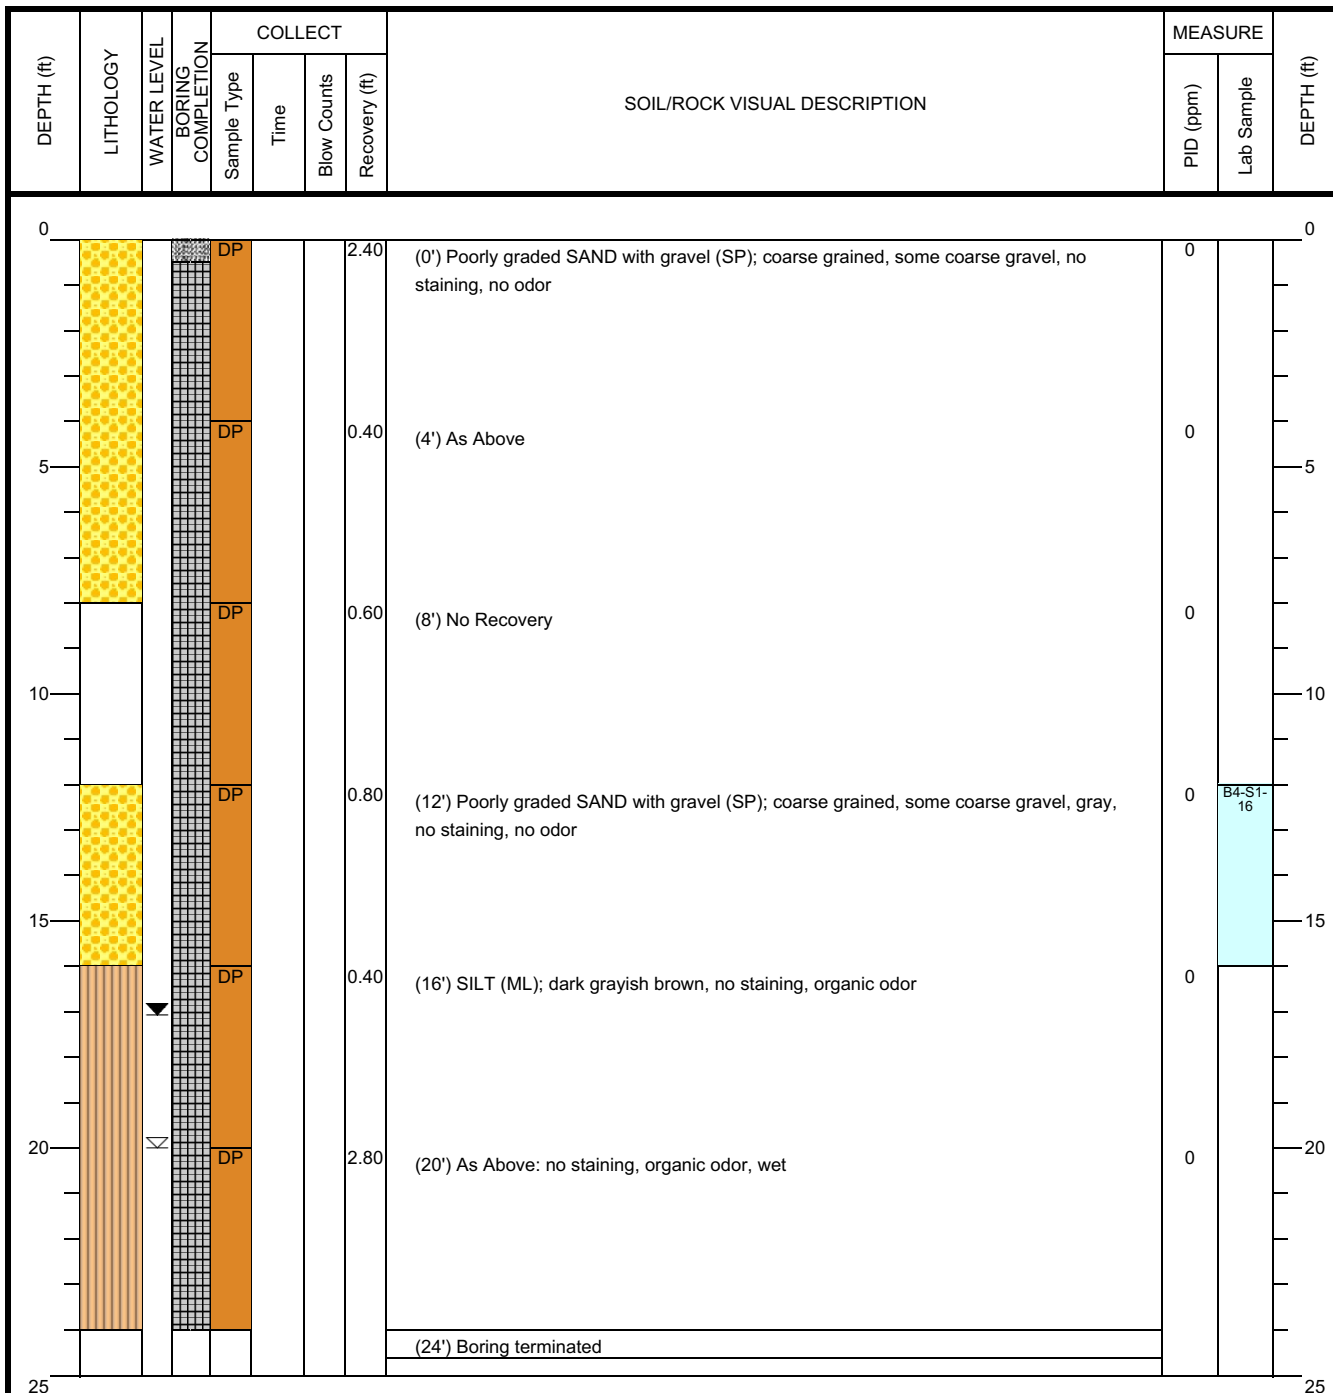 DEPTH (ft)
LITHOLOGY
WATER LEVEL
BORING
COMPLETION
COLLECT
Sample Type
Time
Blow Counts
Recovery (ft)
SOIL/ROCK VISUAL DESCRIPTION
MEASURE
PID (ppm)
Lab Sample
DEPTH (ft)
0
0
DP
2.40
(0') Poorly graded SAND with gravel (SP); coarse grained, some coarse gravel, no
staining, no odor
0
DP
0.40
(4') As Above
0
5
5
DP
0.60
(8') No Recovery
0
10
10
DP
0.80
(12') Poorly graded SAND with gravel (SP); coarse grained, some coarse gravel, gray,
no staining, no odor
0
B4-S1-
16
15
15
DP
0.40
(16') SILT (ML); dark grayish brown, no staining, organic odor
0
20
20
DP
2.80
(20') As Above: no staining, organic odor, wet
0
(24') Boring terminated
25
25